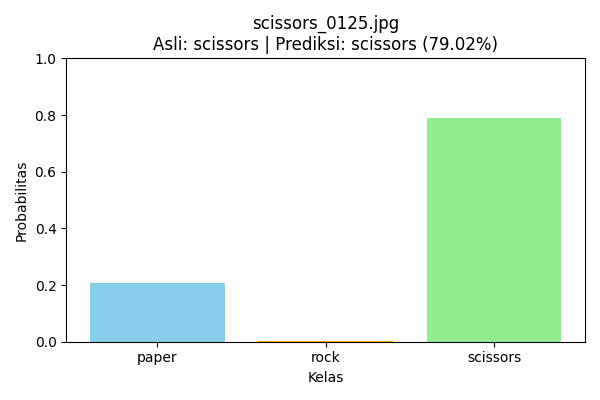 scissors_0125.jpg
Asli: scissors | Prediksi: scissors (79.02%)
1.0
0.8
0.6
0.4
0.2
0.0
Probabilitas
paper rock scissors
Kelas